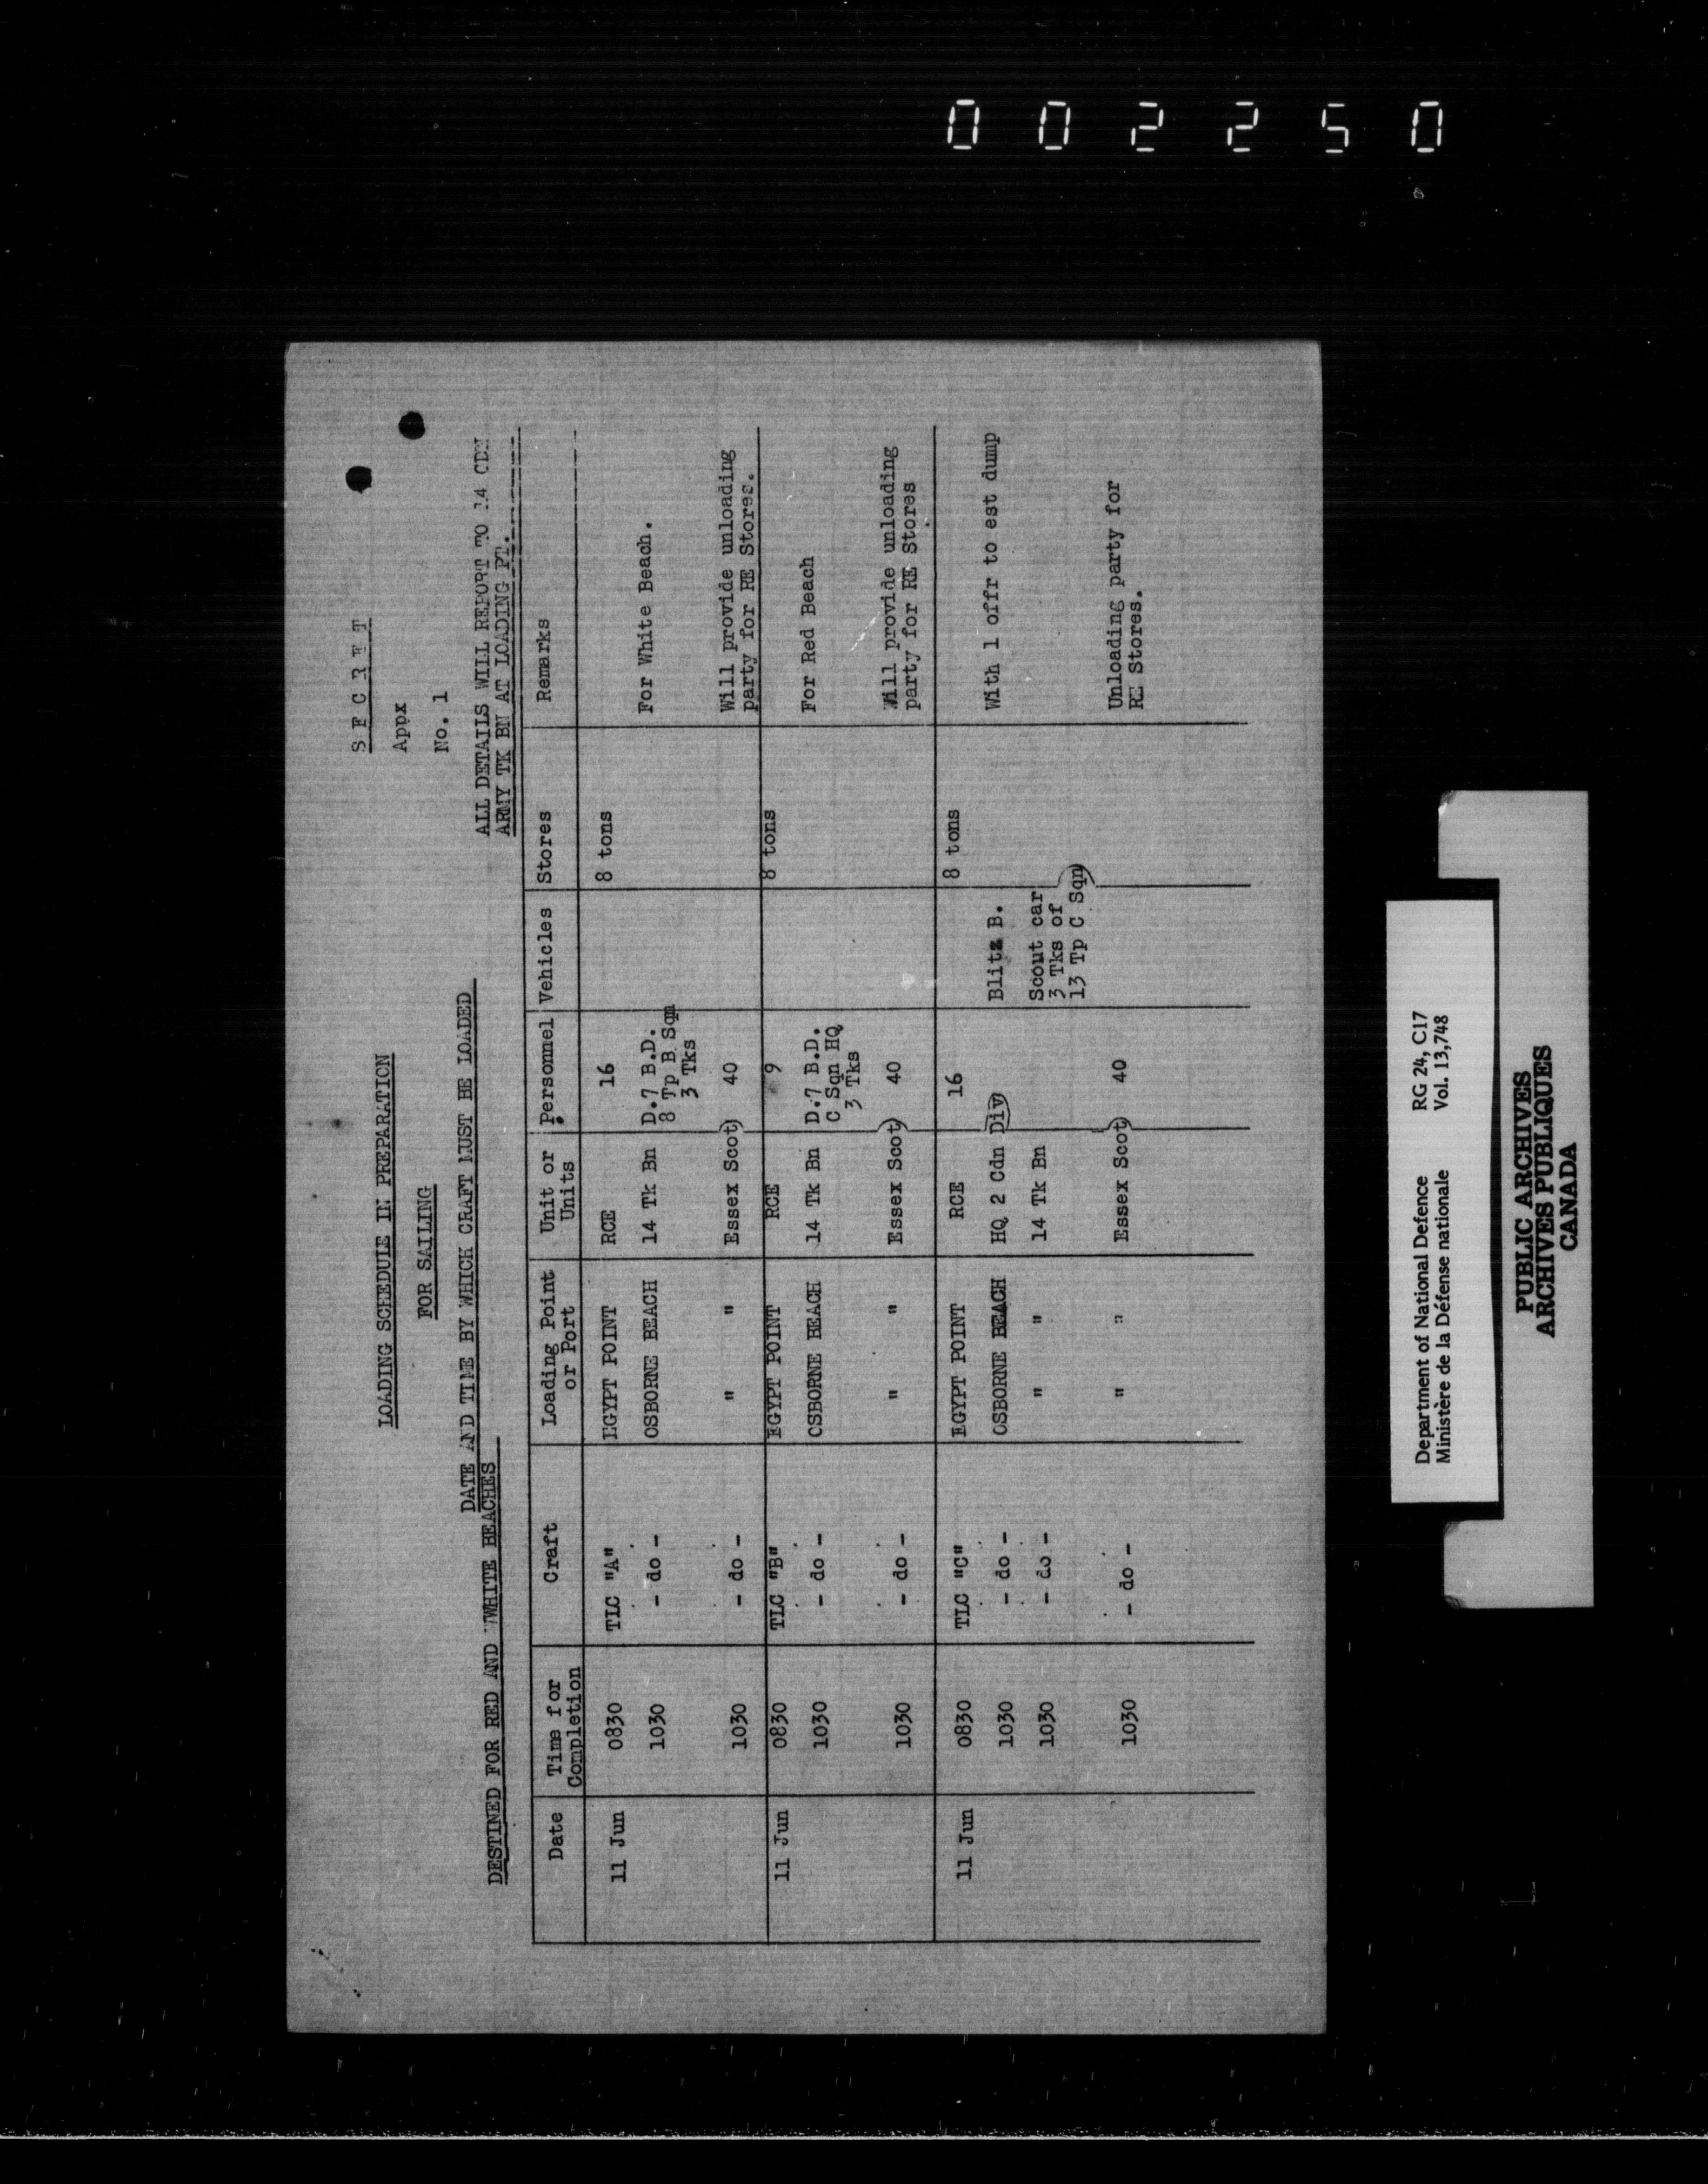 002250
S E C R E T
Appx
No. 1
LOADING SCHEDULE IN PREPARATION
FOR SAILING
DATE AND TIME BY WHICH CRAFT MUST BE LOADED
DESTINED FOR RED AND WHITE BEACHES
ALL DETAILS WILL REPORT TO 14 CDN
ARMY TK BN AT LOADING PT.
Date Time for Completion Craft Loading Point or Port Unit or Units Personnel Vehicles Stores Remarks
11 Jun 0830 TLC "A" EGYPT POINT RCE 16 8 tons
1030 - do - OSBORNE BEACH 14 Tk Bn D.7 B.D. For White Beach.
8 Tp B Sqn
3 Tks
1030 - do - " " Essex Scot) 40 Will provide unloading
party for RE Stores.
11 Jun 0830 TLC "B" EGYPT POINT RCE 9 8 tons
1030 - do - OSBORNE BEACH 14 Tk Bn D.7 B.D. For Red Beach
C Sqn HQ
3 Tks
1030 - do - " " Essex Scot) 40 Will provide unloading
party for RE Stores
11 Jun 0830 TLC "C" EGYPT POINT RCE 16 8 tons
1030 - do - OSBORNE BEACH HQ 2 Cdn Div) Blitz B. With 1 offr to est dump
1030 - do - " " 14 Tk Bn Scout car
3 Tks of
13 Tp C Sqn)
1030 - do - " " Essex Scot) 40 Unloading party for
RE Stores.
Department of National Defence RG 24, C17
Ministère de la Défense nationale Vol. 13,748
PUBLIC ARCHIVES
ARCHIVES PUBLIQUES
CANADA